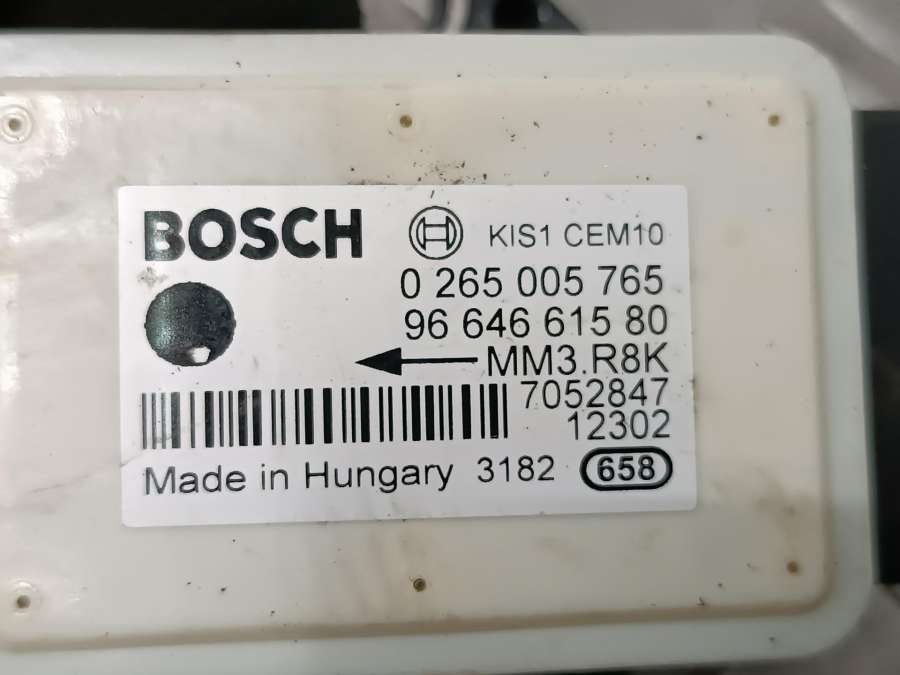 BOSCH KIS1 CEM10
0 265 005 765
96 646 615 80
MM3.R8K
7052847
12302
Made in Hungary 3182 658